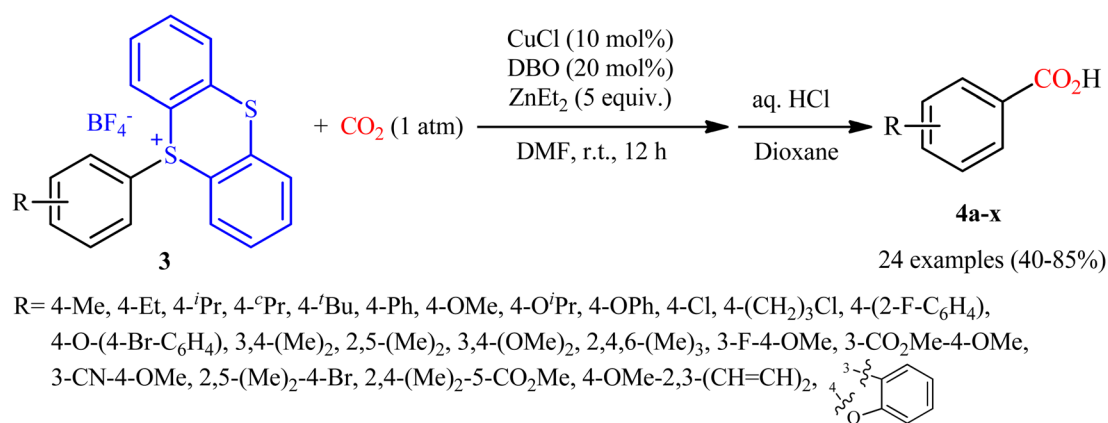 CuCl (10 mol%)
DBO (20 mol%)
ZnEt₂ (5 equiv.)
DMF, r.t., 12 h
S
BF₄⁻
+
S
R
3
+ CO₂ (1 atm)
aq. HCl
Dioxane
CO₂H
R
4a-x
24 examples (40-85%)
R= 4-Me, 4-Et, 4-ⁱPr, 4-ᶜPr, 4-ᵗBu, 4-Ph, 4-OMe, 4-OⁱPr, 4-OPh, 4-Cl, 4-(CH₂)₃Cl, 4-(2-F-C₆H₄),
4-O-(4-Br-C₆H₄), 3,4-(Me)₂, 2,5-(Me)₂, 3,4-(OMe)₂, 2,4,6-(Me)₃, 3-F-4-OMe, 3-CO₂Me-4-OMe,
3-CN-4-OMe, 2,5-(Me)₂-4-Br, 2,4-(Me)₂-5-CO₂Me, 4-OMe-2,3-(CH=CH)₂,
3
4
O